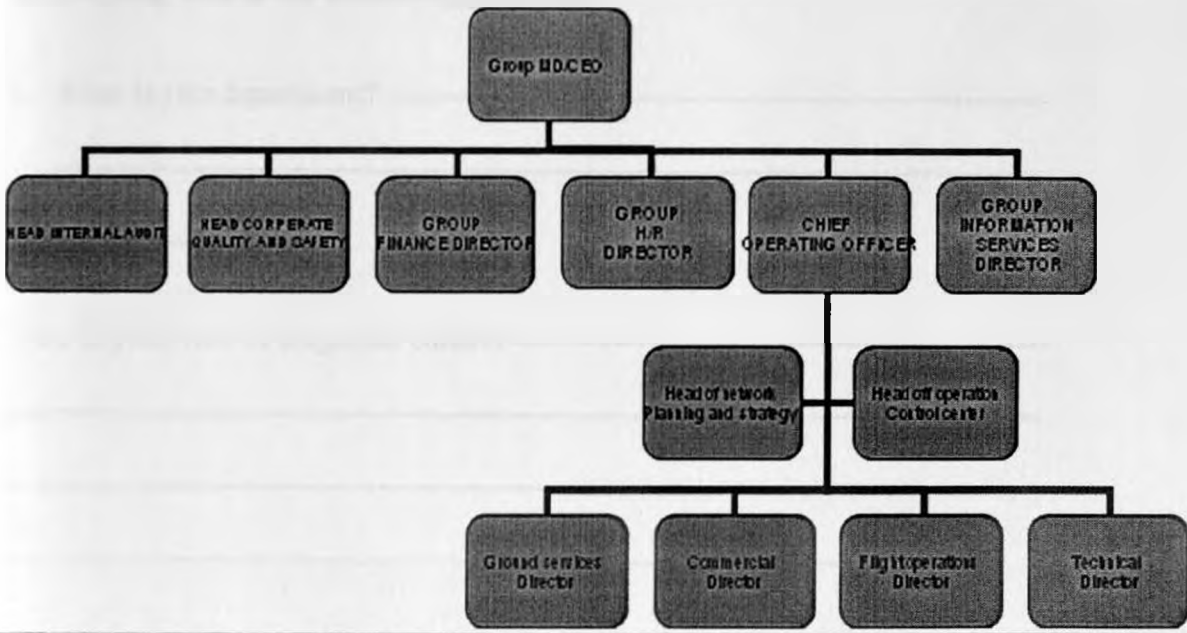 Group MD/CEO
HEAD INTERNAL AUDIT
HEAD CORPERATE
QUALITY AND SAFETY
GROUP
FINANCE DIRECTOR
GROUP
H/R
DIRECTOR
CHIEF
OPERATING OFFICER
GROUP
INFORMATION
SERVICES
DIRECTOR
Head of network
Planning and strategy
Head off operation
Control center
Ground services
Director
Commercial
Director
Flight operations
Director
Technical
Director